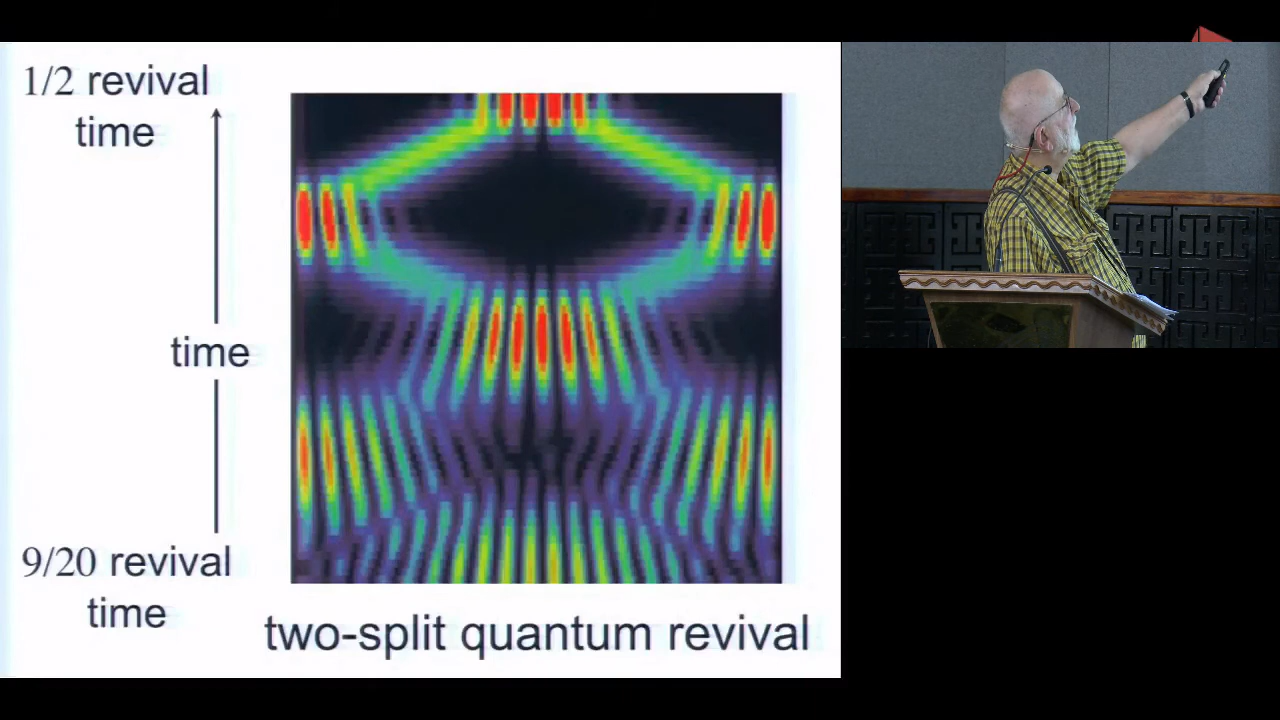 1/2 revival
time
time
9/20 revival
time
two-split quantum revival